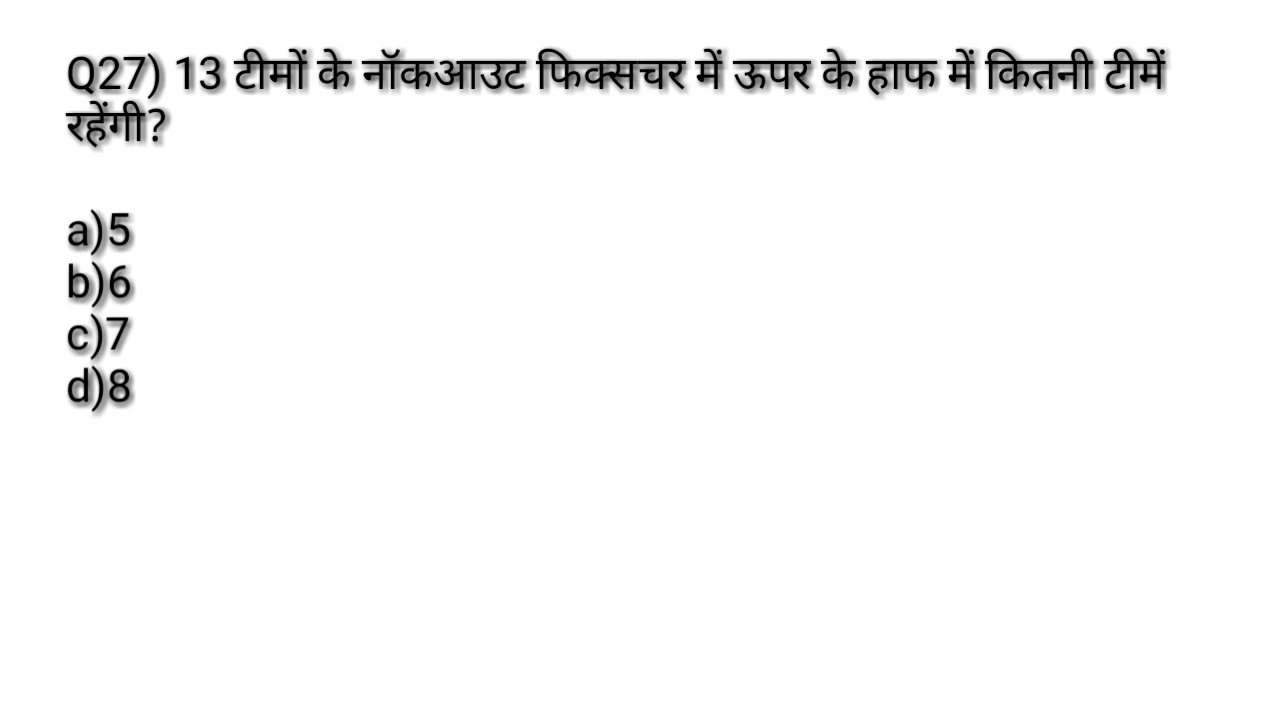 Q27) 13 टीमों के नॉकआउट फिक्सचर में ऊपर के हाफ में कितनी टीमें
रहेंगी?
a)5
b)6
c)7
d)8